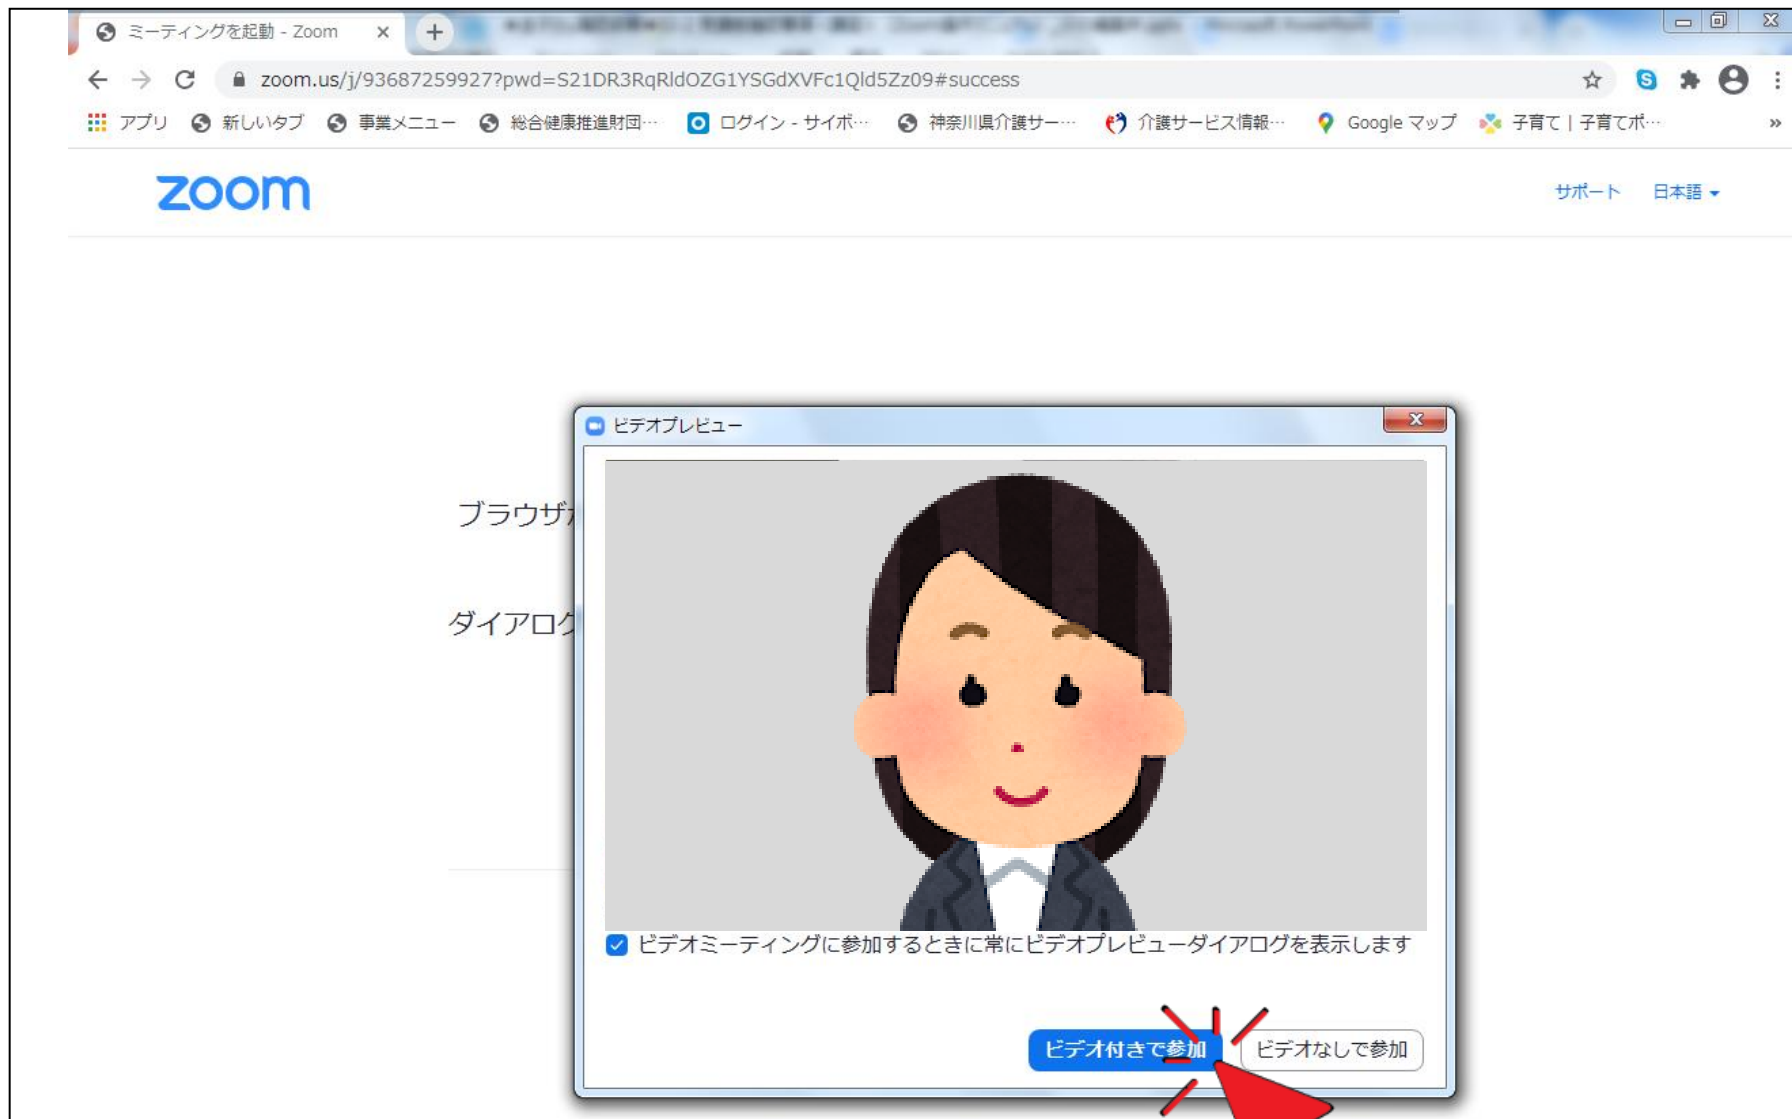 ミーティングを起動 - Zoom
zoom.us/j/93687259927?pwd=S21DR3RqRldOZG1YSGdXVFc1Qld5Zz09#success
アプリ 新しいタブ 事業メニュー 総合健康推進財団… ログイン - サイボ… 神奈川県介護サー… 介護サービス情報… Google マップ 子育て | 子育てポ… »
zoom サポート 日本語
ビデオプレビュー
ブラウザ
ダイアログ
ビデオミーティングに参加するときに常にビデオプレビューダイアログを表示します
ビデオ付きで参加 ビデオなしで参加